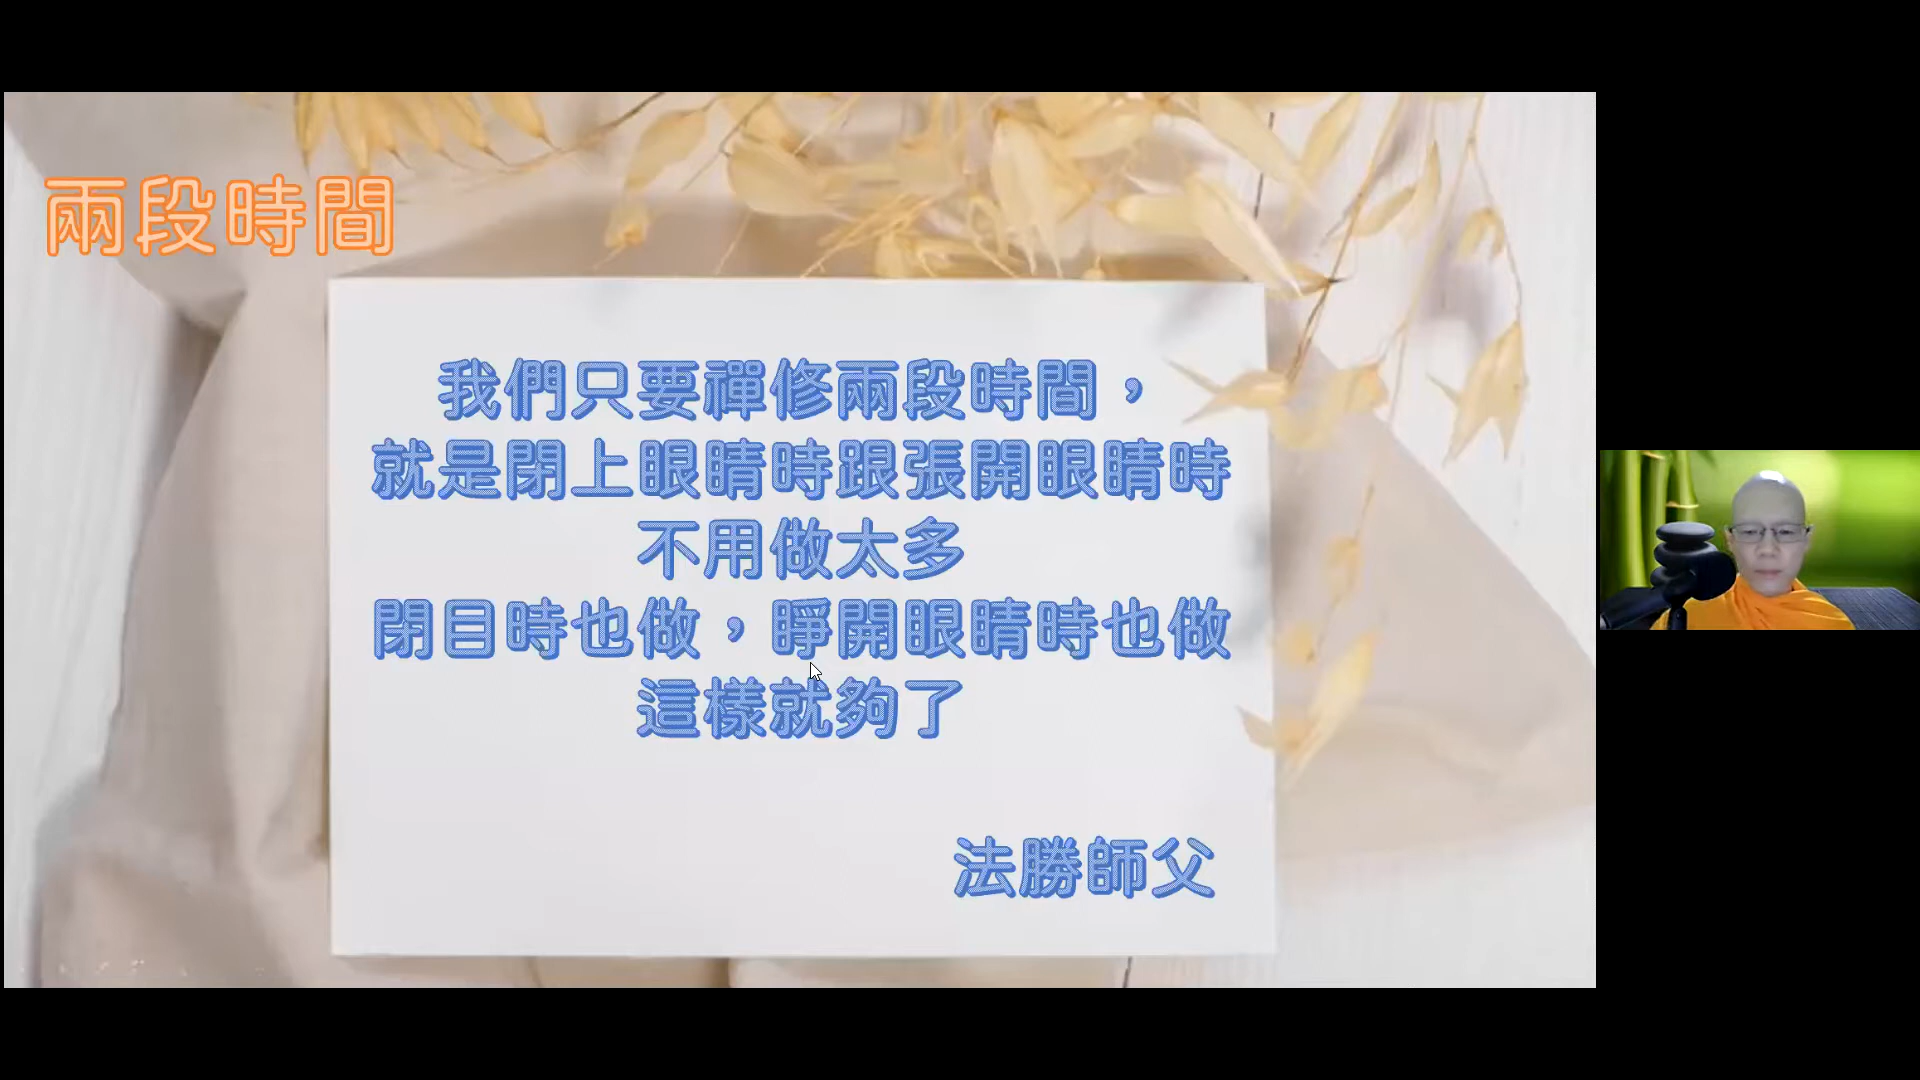 兩段時間
我們只要禪修兩段時間，
就是閉上眼睛時跟張開眼睛時
不用做太多
閉目時也做，睜開眼睛時也做
這樣就夠了
法勝師父